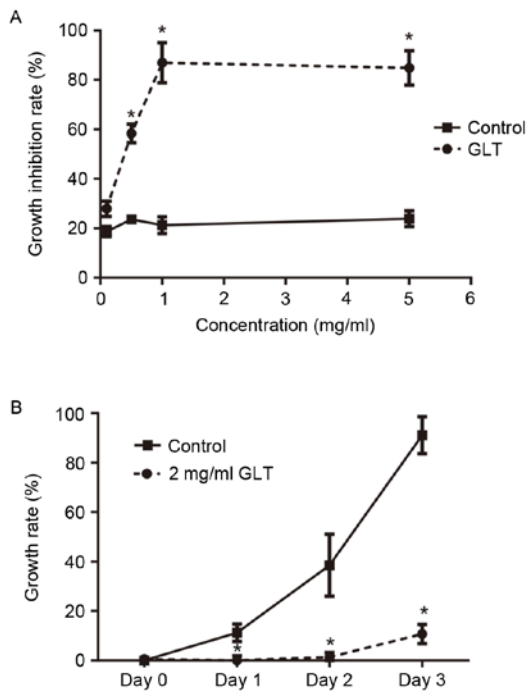 A
Growth inhibition rate (%)
100
80
60
40
20
0
*
*
*
Control
GLT
0
1
2
3
4
5
6
Concentration (mg/ml)
B
Growth rate (%)
100
80
60
40
20
0
Control
2 mg/ml GLT
*
*
*
Day 0
Day 1
Day 2
Day 3